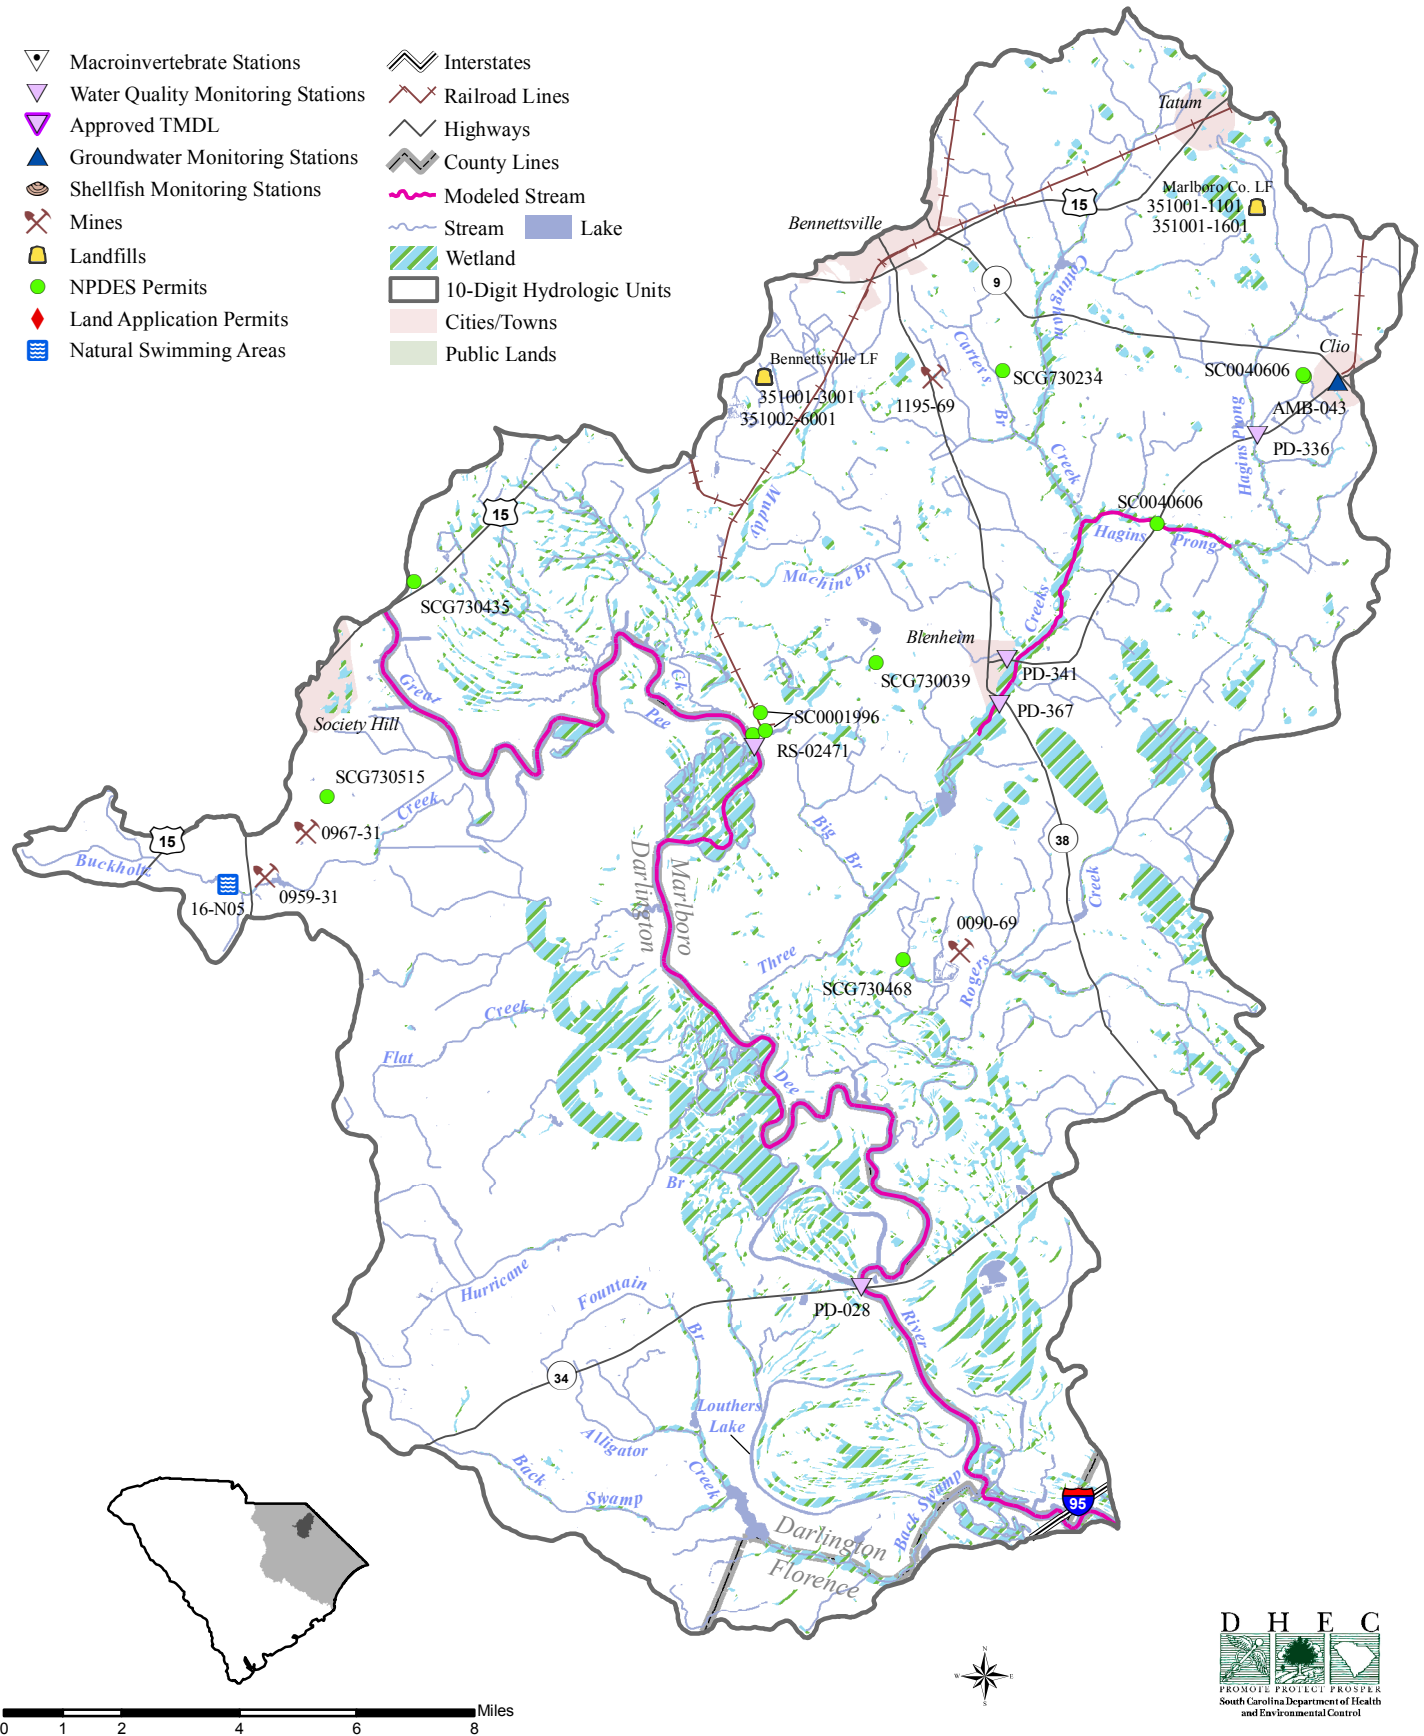 Macroinvertebrate Stations
Water Quality Monitoring Stations
Approved TMDL
Groundwater Monitoring Stations
Shellfish Monitoring Stations
Mines
Landfills
NPDES Permits
Land Application Permits
Natural Swimming Areas
Interstates
Railroad Lines
Highways
County Lines
Modeled Stream
Stream
Lake
Wetland
10-Digit Hydrologic Units
Cities/Towns
Public Lands
Tatum
Marlboro Co. LF
351001-1101
351001-1601
15
Bennettsville
9
Cottingham
Clio
Bennettsville LF
351001-3001
351002-6001
1195-69
Carters
Br
SCG730234
SC0040606
AMB-043
Hagins Prong
PD-336
Creek
15
Muddy
SC0040606
Hagins
Prong
Machine Br
SCG730435
Creeks
Blenheim
SCG730039
PD-341
PD-367
Great
Ck
Pee
Society Hill
SC0001996
RS-02471
SCG730515
Creek
0967-31
15
Buckholtz
16-N05
0959-31
Big
Br
38
Darlington
Marlboro
Creek
0090-69
Three
SCG730468
Rogers
Creek
Flat
Dee
Br
Hurricane
Fountain
PD-028
River
Br
34
Louthers
Lake
Alligator
Back
Creek
Swamp
Back Swamp
95
Darlington
Florence
0 1 2 4 6 8
Miles
N
W
E
S
D H E C
PROMOTE PROTECT PROSPER
South Carolina Department of Health
and Environmental Control